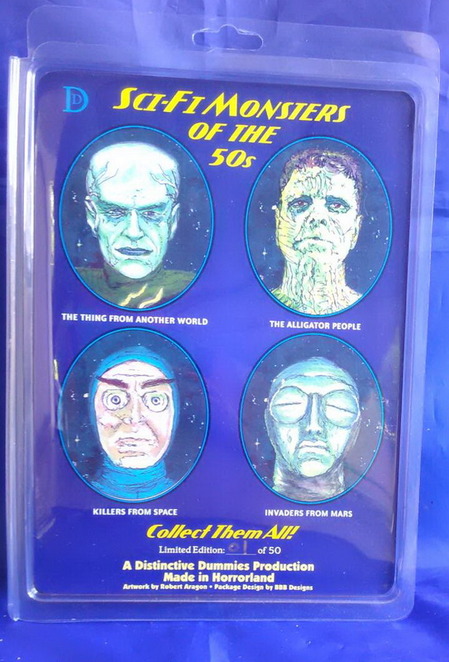 DD
SCI-FI MONSTERS
OF THE
50s
THE THING FROM ANOTHER WORLD
THE ALLIGATOR PEOPLE
KILLERS FROM SPACE
INVADERS FROM MARS
Collect Them All!
Limited Edition: 01 of 50
A Distinctive Dummies Production
Made in Horrorland
Artwork by Robert Aragon • Package Design by BBB Designs